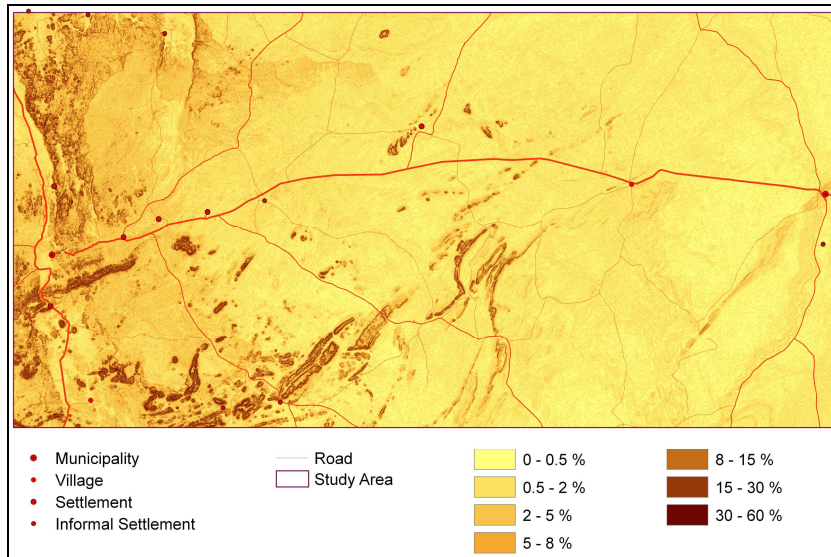 Municipality
Village
Settlement
Informal Settlement
Road
Study Area
0 - 0.5 %
0.5 - 2 %
2 - 5 %
5 - 8 %
8 - 15 %
15 - 30 %
30 - 60 %